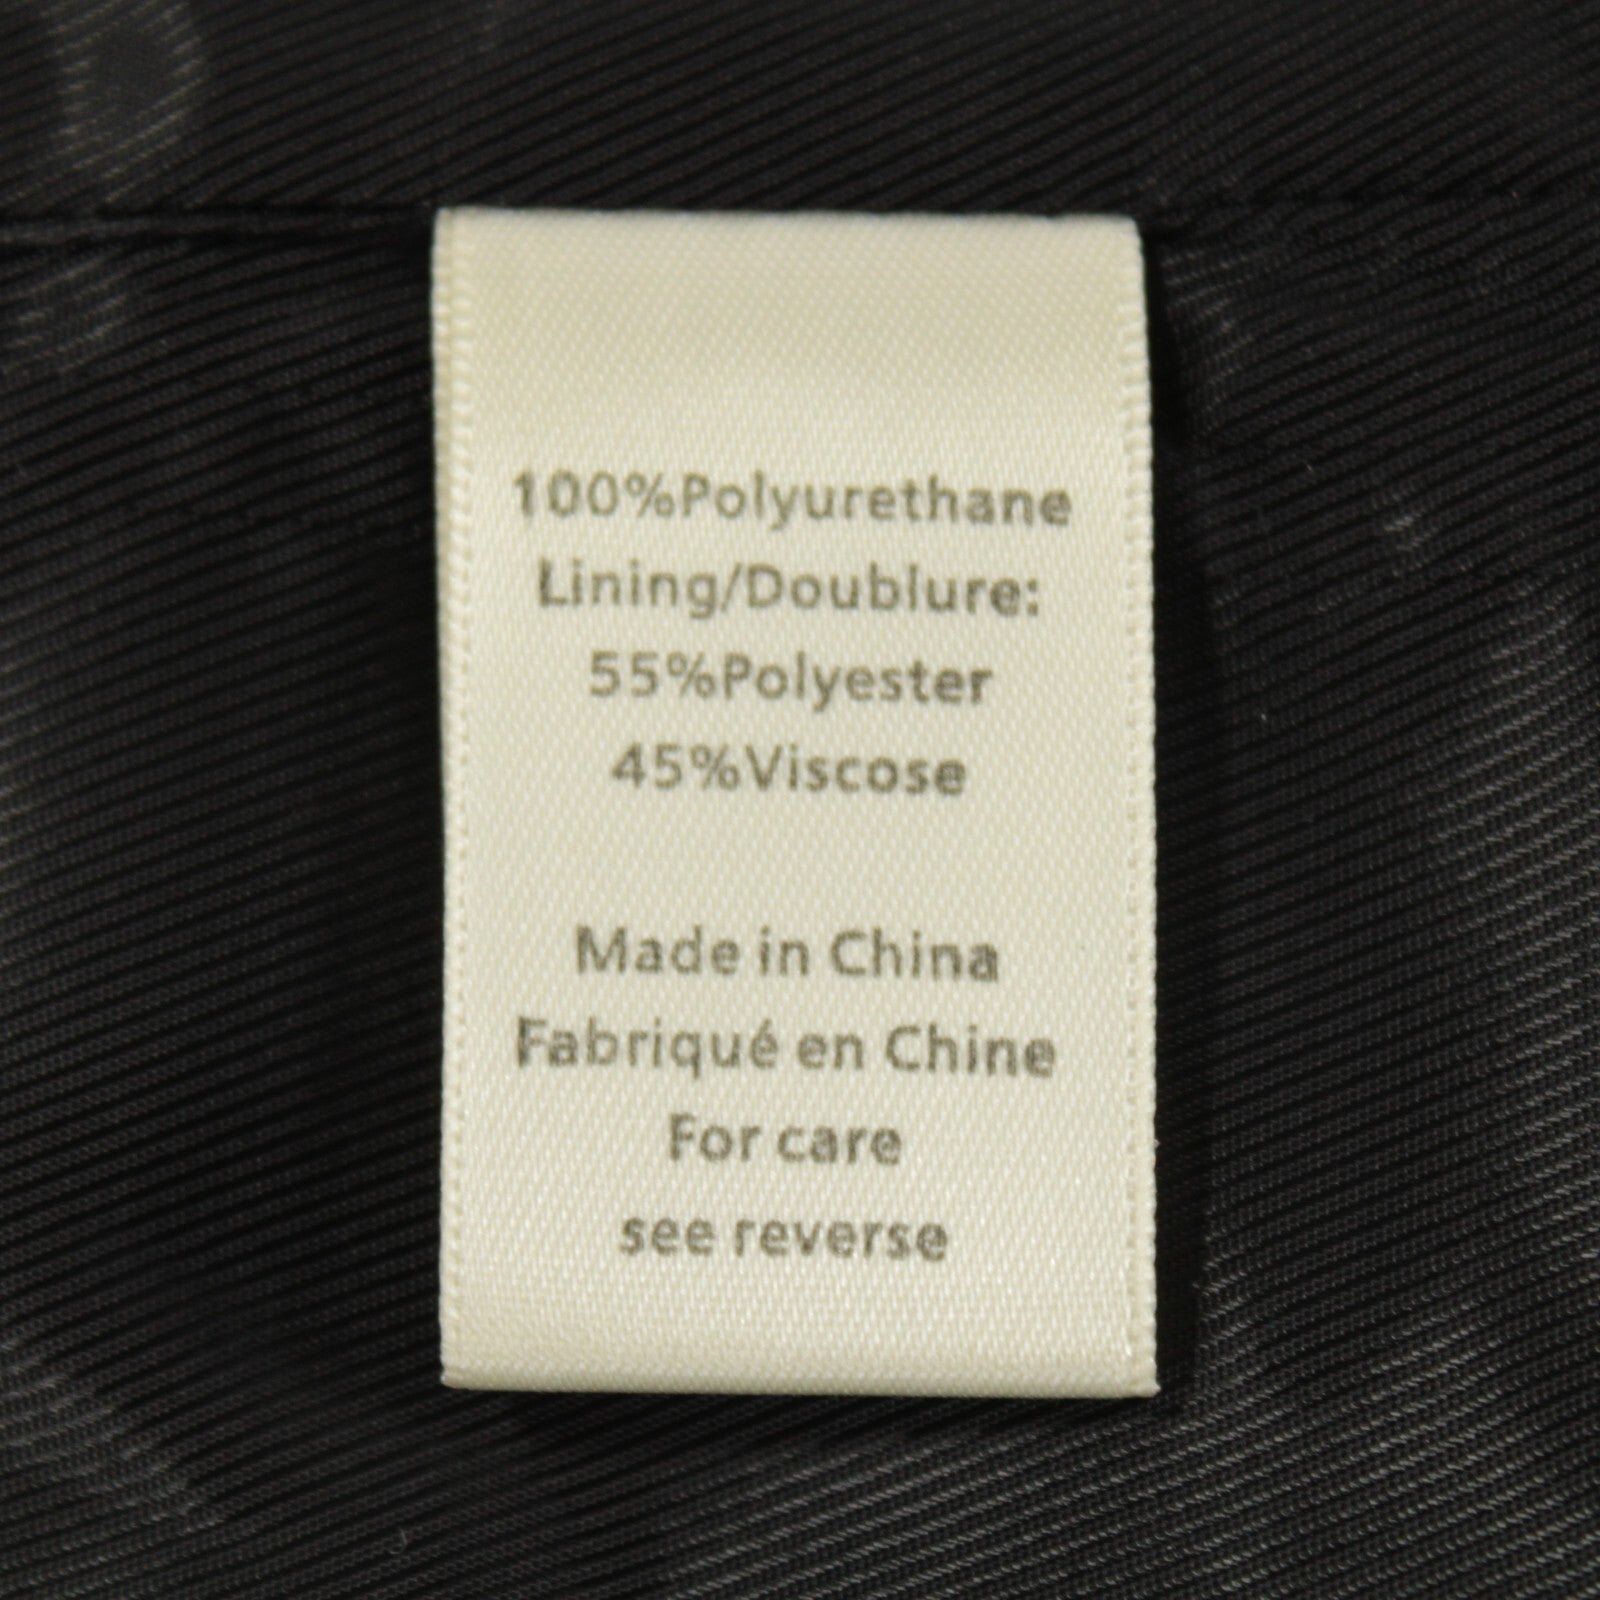 100%Polyurethane
Lining/Doublure:
55%Polyester
45%Viscose
Made in China
Fabriqué en Chine
For care
see reverse